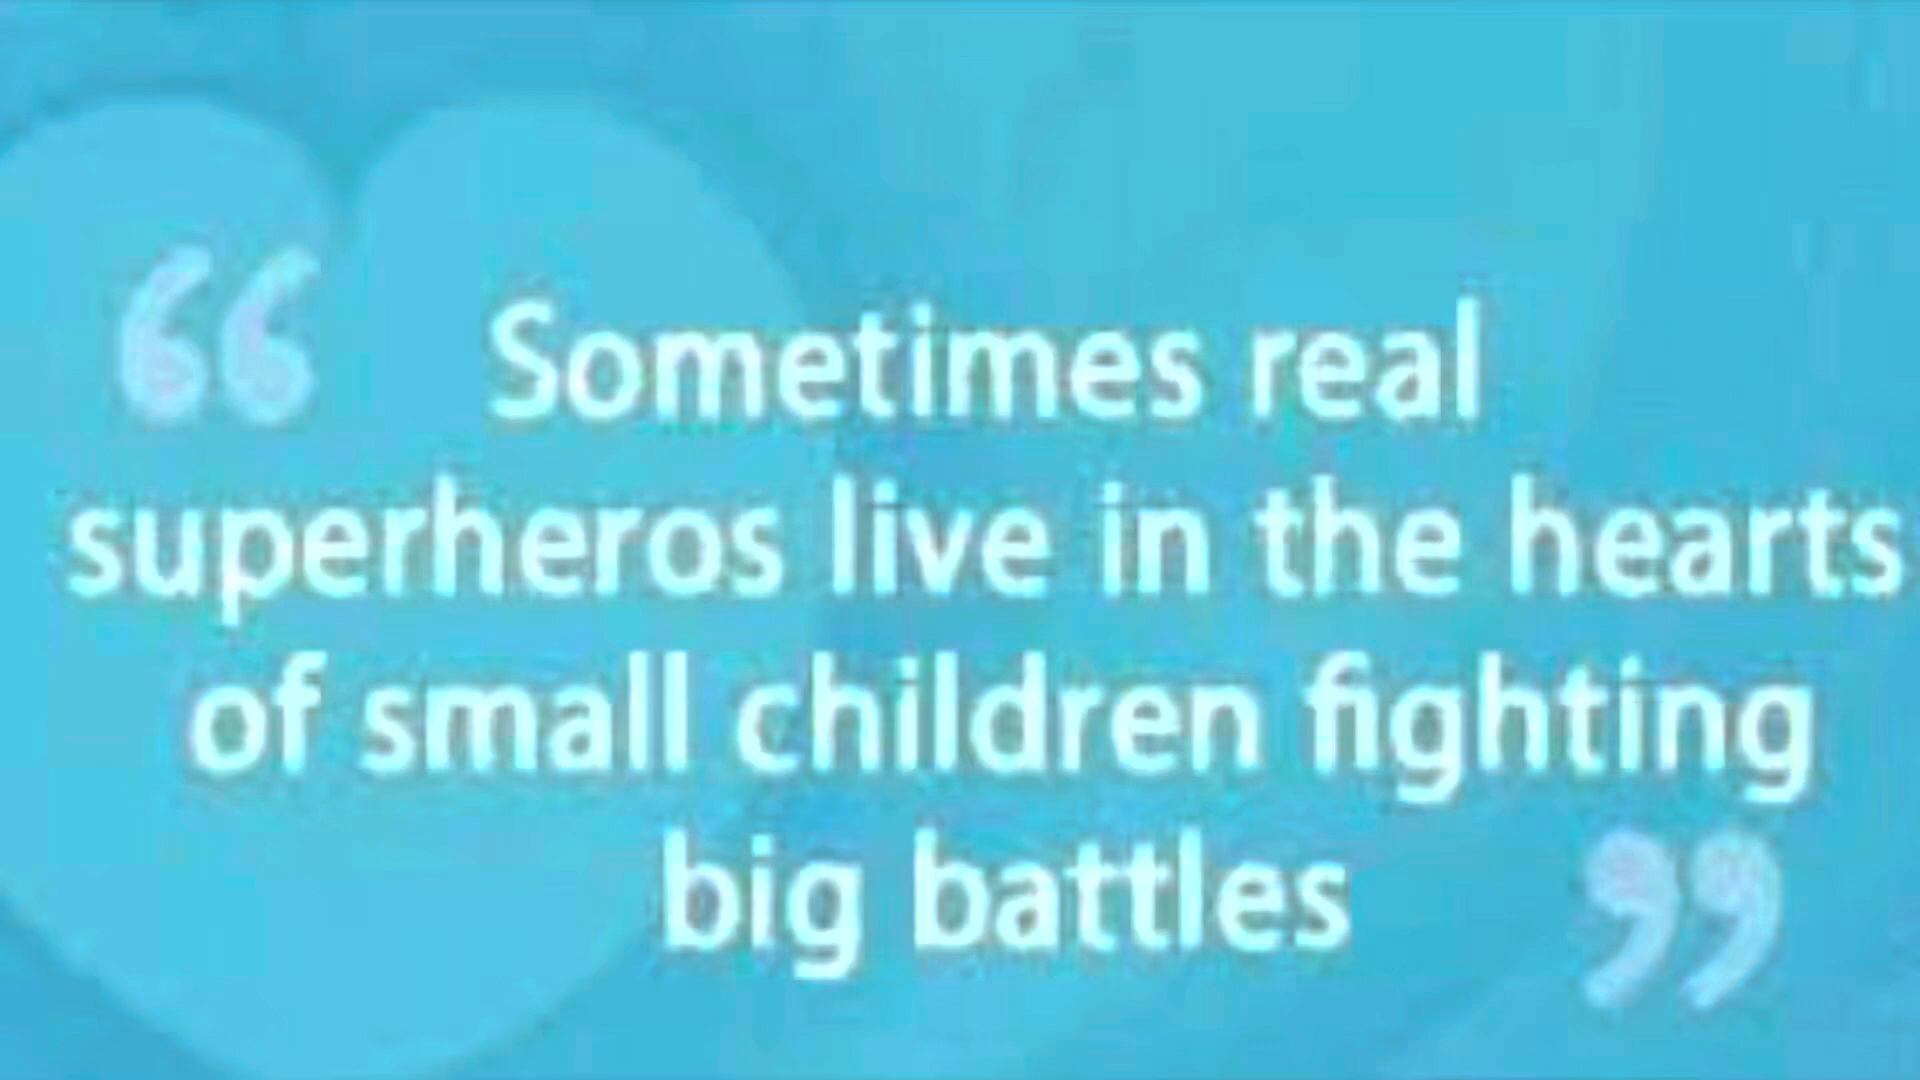 “ Sometimes real
superheros live in the hearts
of small children fighting
big battles ”